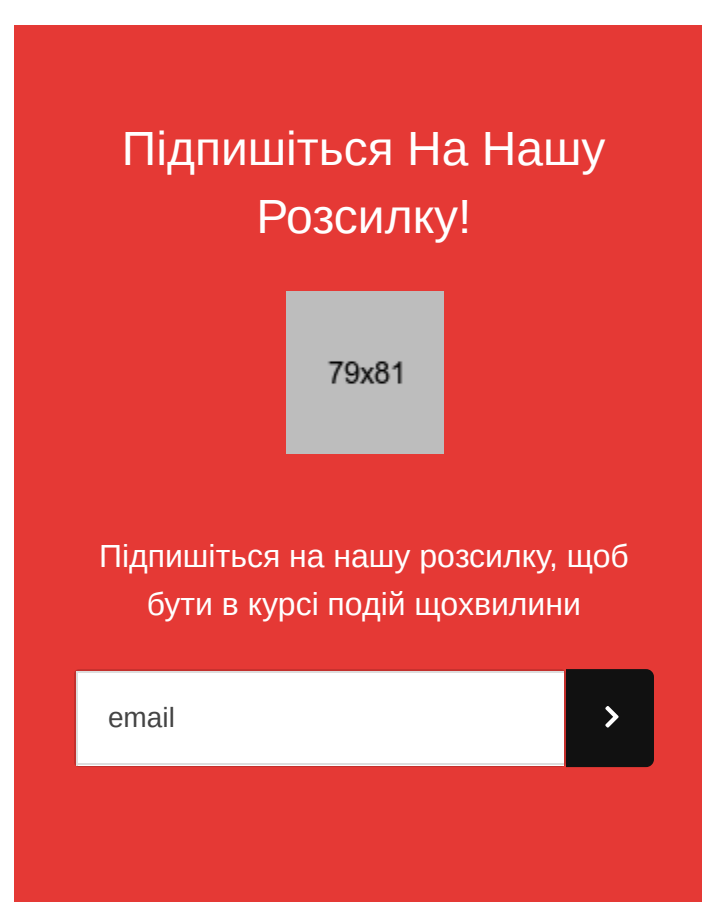 Підпишіться На Нашу
Розсилку!
79x81
Підпишіться на нашу розсилку, щоб
бути в курсі подій щохвилини
email